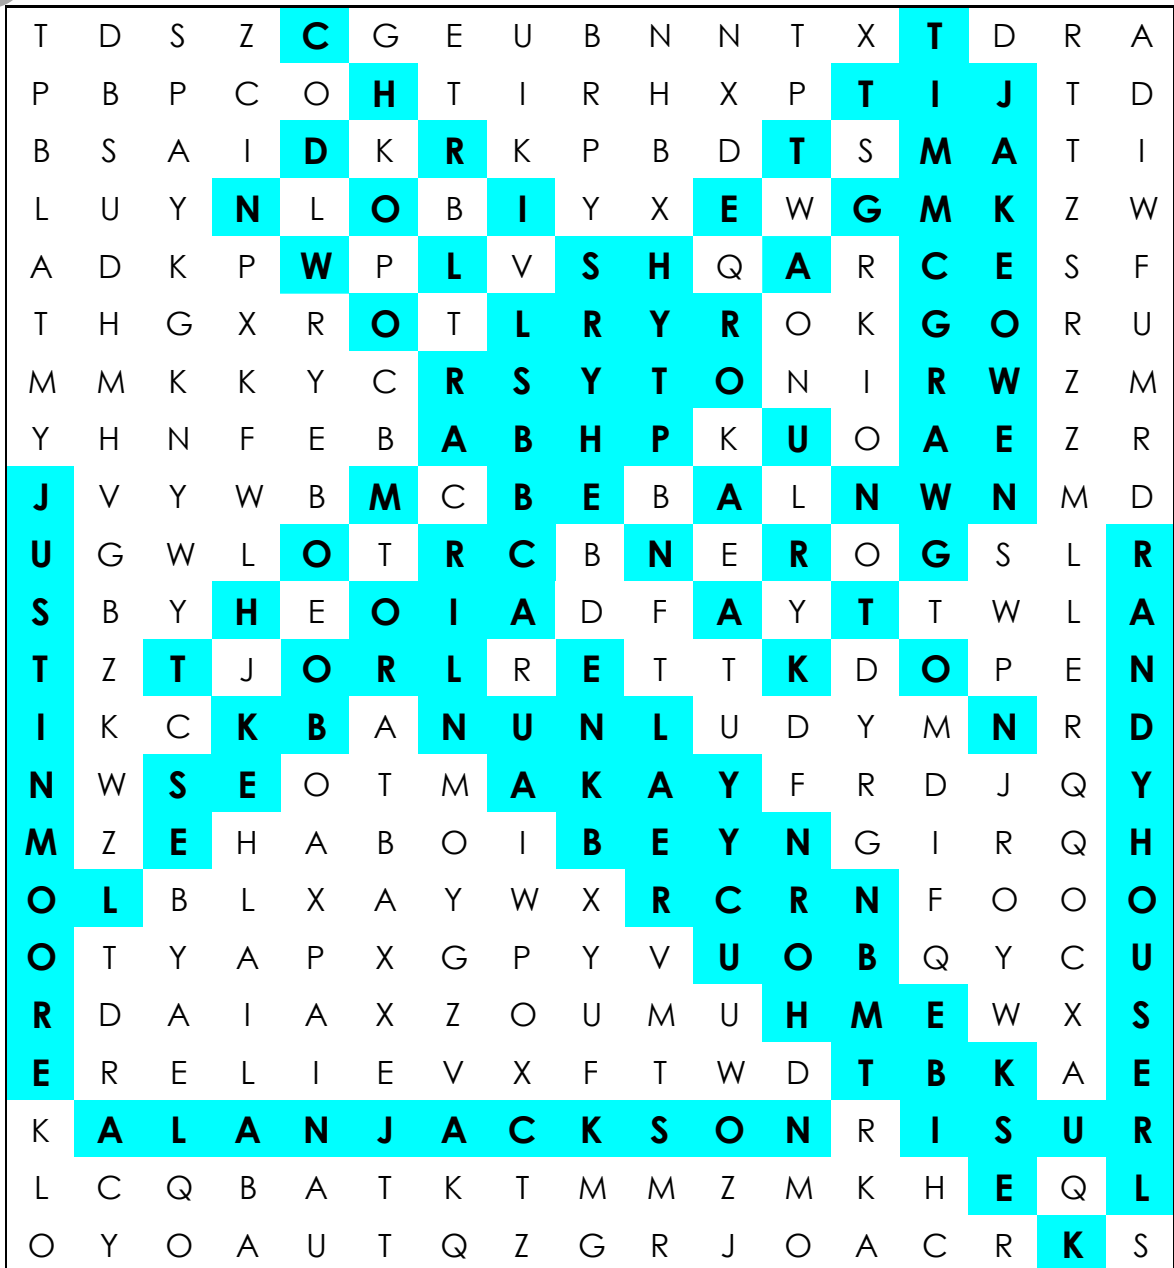 T D S Z C G E U B N N T X T D R A
P B P C O H T I R H X P T I J T D
B S A I D K R K P B D T S M A T I
L U Y N L O B I Y X E W G M K Z W
A D K P W P L V S H Q A R C E S F
T H G X R O T L R Y R O K G O R U
M M K K Y C R S Y T O N I R W Z M
Y H N F E B A B H P K U O A E Z R
J V Y W B M C B E B A L N W N M D
U G W L O T R C B N E R O G S L R
S B Y H E O I A D F A Y T T W L A
T Z T J O R L R E T T K D O P E N
I K C K B A N U N L U D Y M N R D
N W S E O T M A K A Y F R D J Q Y
M Z E H A B O I B E Y N G I R Q H
O L B L X A Y W X R C R N F O O O
O T Y A P X G P Y V U O B Q Y C U
R D A I A X Z O U M U H M E W X S
E R E L I E V X F T W D T B K A E
K A L A N J A C K S O N R I S U R
L C Q B A T K T M M Z M K H E Q L
O Y O A U T Q Z G R J O A C R K S